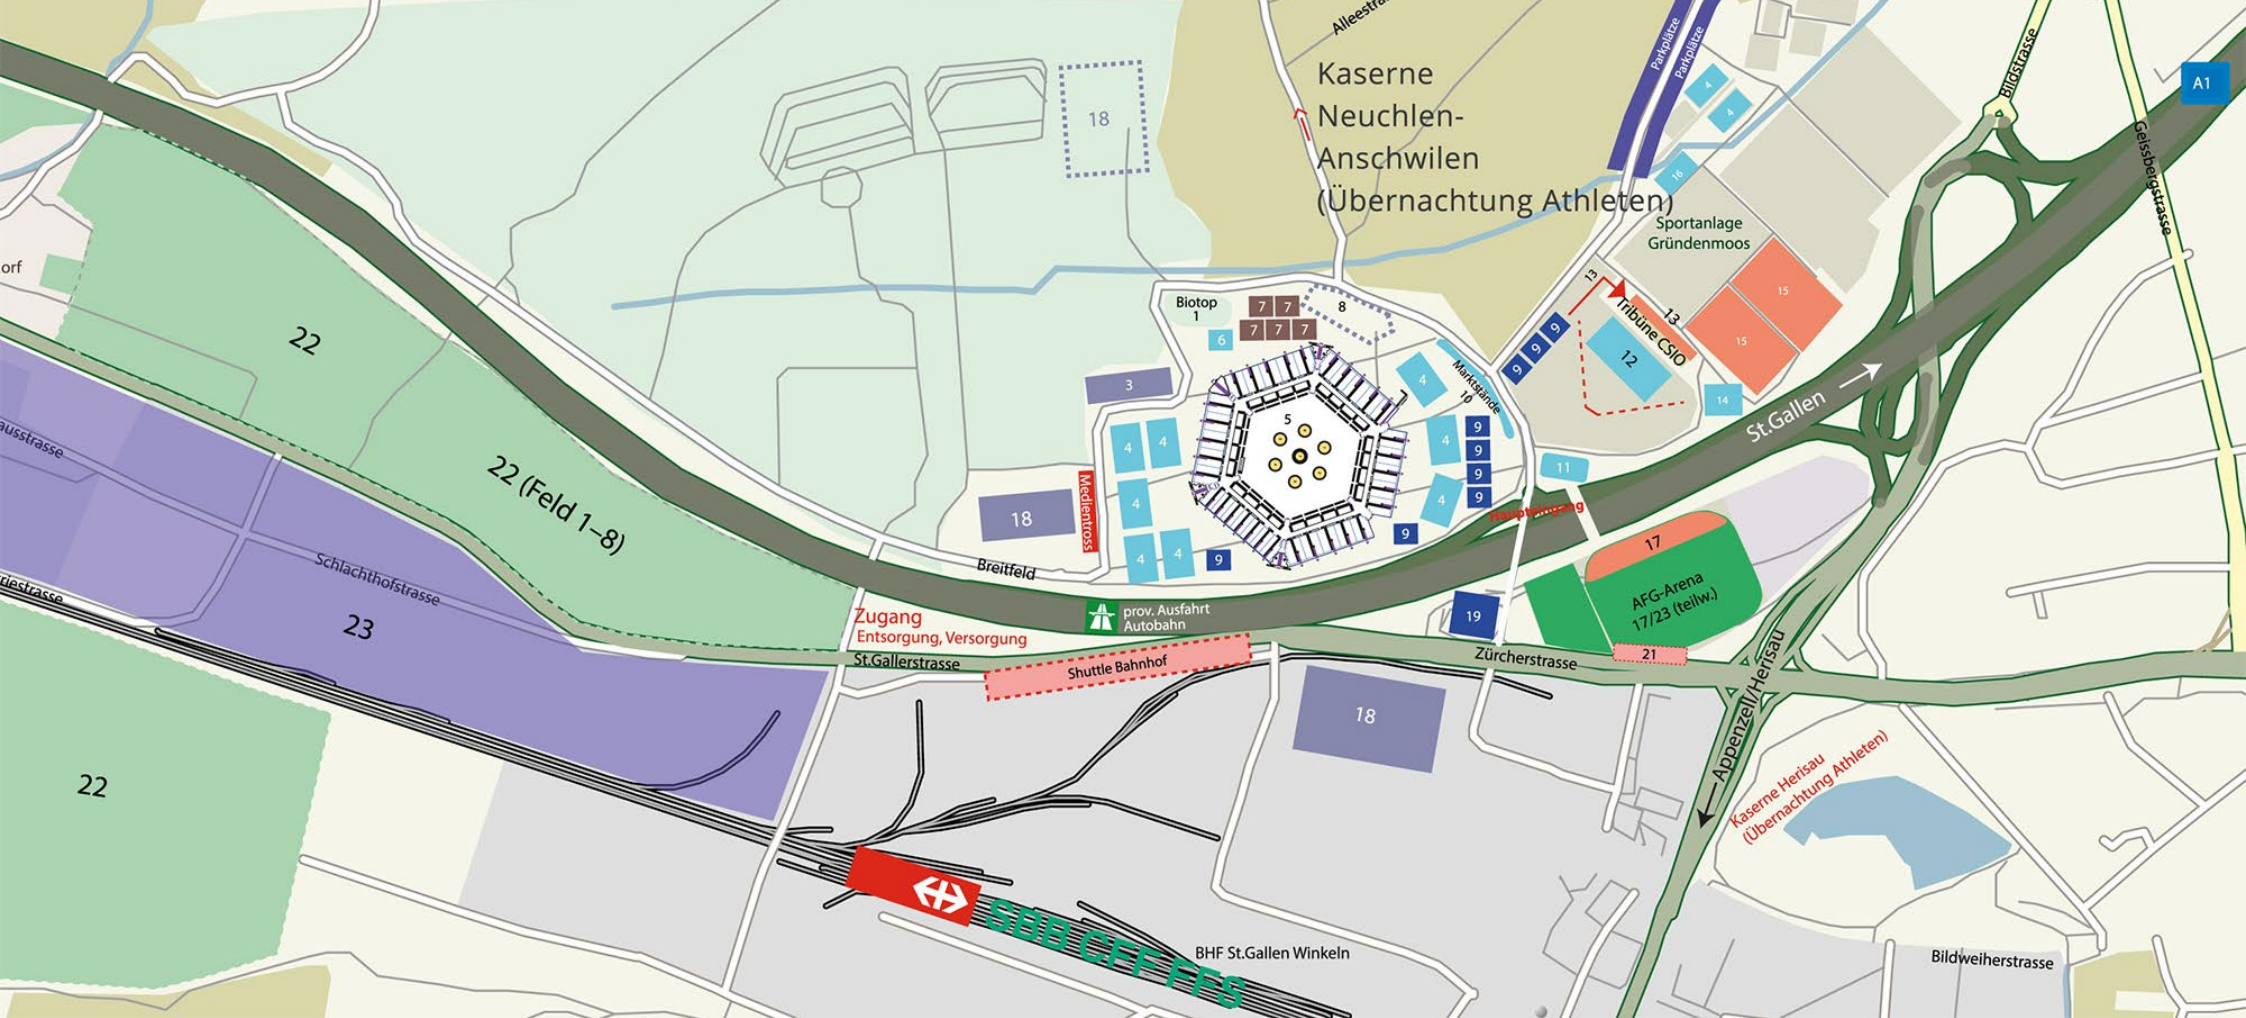 Alleestra
Kaserne
Neuchlen-
Anschwilen
(Übernachtung Athleten)
Parkplätze
Parkplätze
Bildstrasse
A1
Geissbergstrasse
18
4
4
16
Sportanlage
Gründenmoos
orf
22
Biotop
1
7 7
7 7 7
8
6
3
13
13
Tribüne CSIO
15
15
12
14
9 9 9
4
Marktstände
10
5
4 4
4
4 4
4
4
9
9
9
9
9
9
11
St.Gallen
Haupteingang
22 (Feld 1–8)
ausstrasse
18
Medientross
Breitfeld
17
AFG-Arena
17/23 (teilw.)
Schlachthofstrasse
riestrasse
23
Zugang
Entsorgung, Versorgung
prov. Ausfahrt
Autobahn
19
St.Gallerstrasse
Shuttle Bahnhof
Zürcherstrasse
21
18
Appenzell/Herisau
Kaserne Herisau
(Übernachtung Athleten)
22
SBB CFF FFS
BHF St.Gallen Winkeln
Bildweiherstrasse